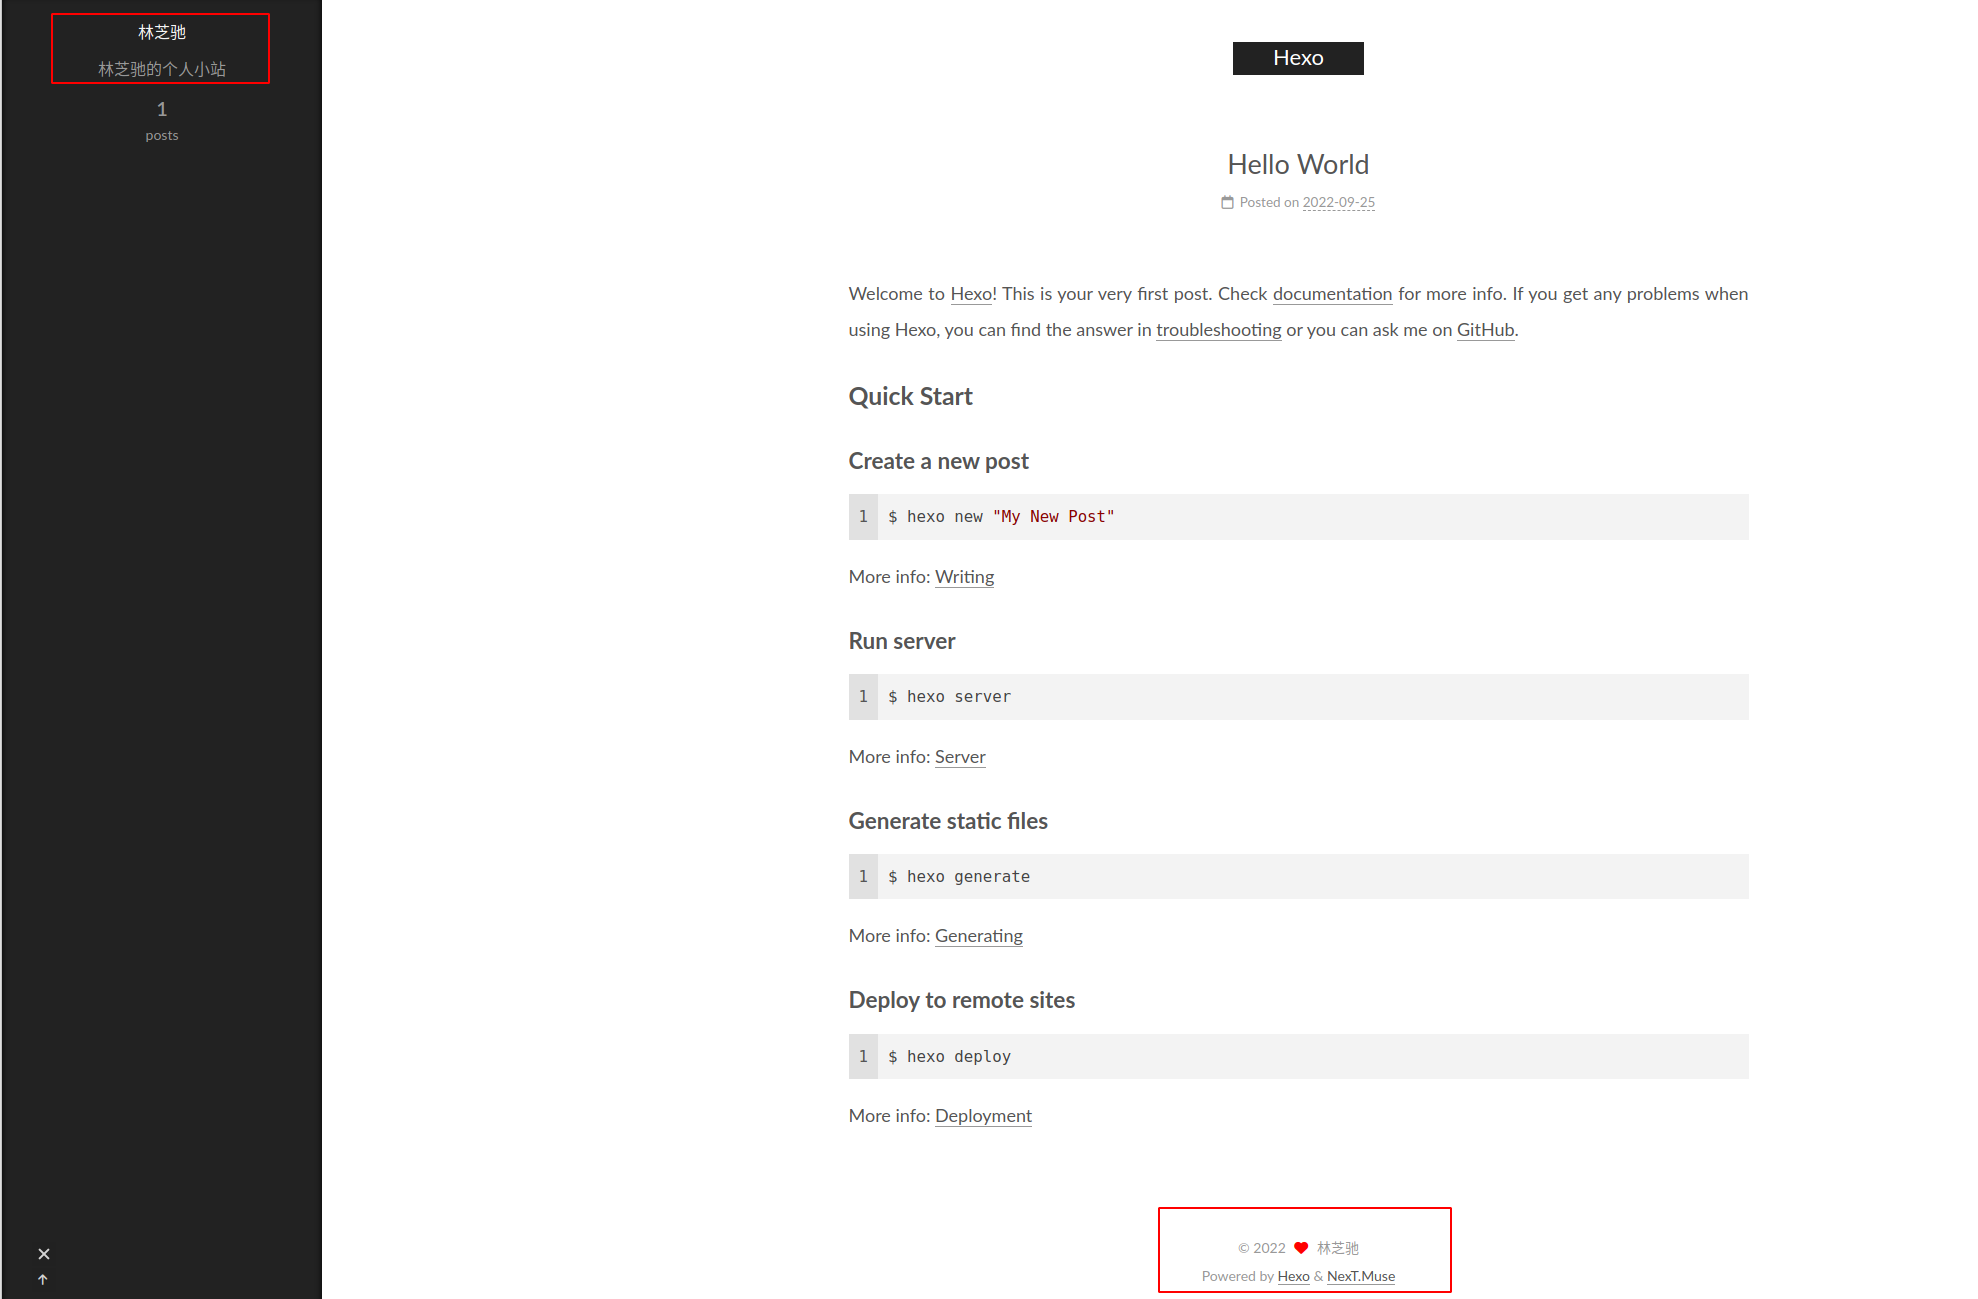 林芝驰
林芝驰的个人小站
1
posts
Hexo
Hello World
Posted on 2022-09-25
Welcome to Hexo! This is your very first post. Check documentation for more info. If you get any problems when
using Hexo, you can find the answer in troubleshooting or you can ask me on GitHub.
Quick Start
Create a new post
1 $ hexo new "My New Post"
More info: Writing
Run server
1 $ hexo server
More info: Server
Generate static files
1 $ hexo generate
More info: Generating
Deploy to remote sites
1 $ hexo deploy
More info: Deployment
© 2022 ♥ 林芝驰
Powered by Hexo & NexT.Muse